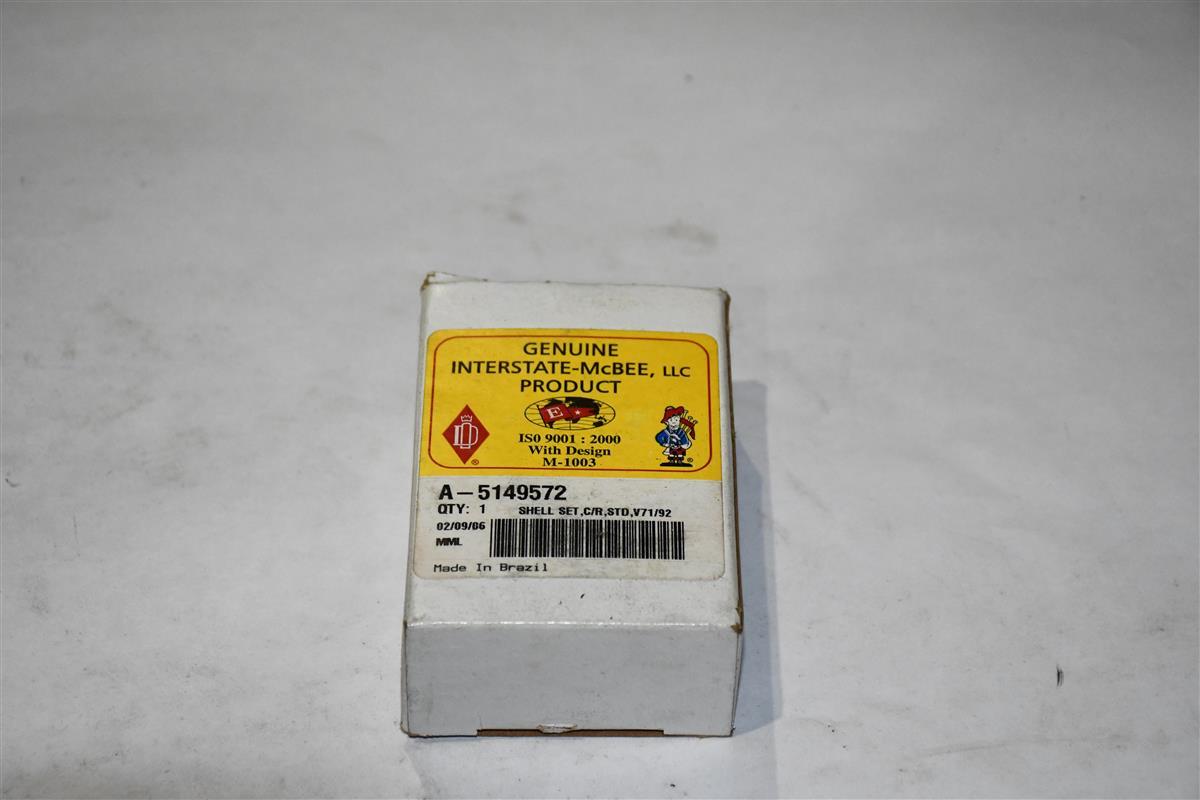 GENUINE
INTERSTATE-McBEE, LLC
PRODUCT
E
ISO 9001 : 2000
With Design
M-1003
D
®
®
A-5149572
QTY: 1 SHELL SET,C/R,STD,V71/92
02/09/06
MML
Made In Brazil